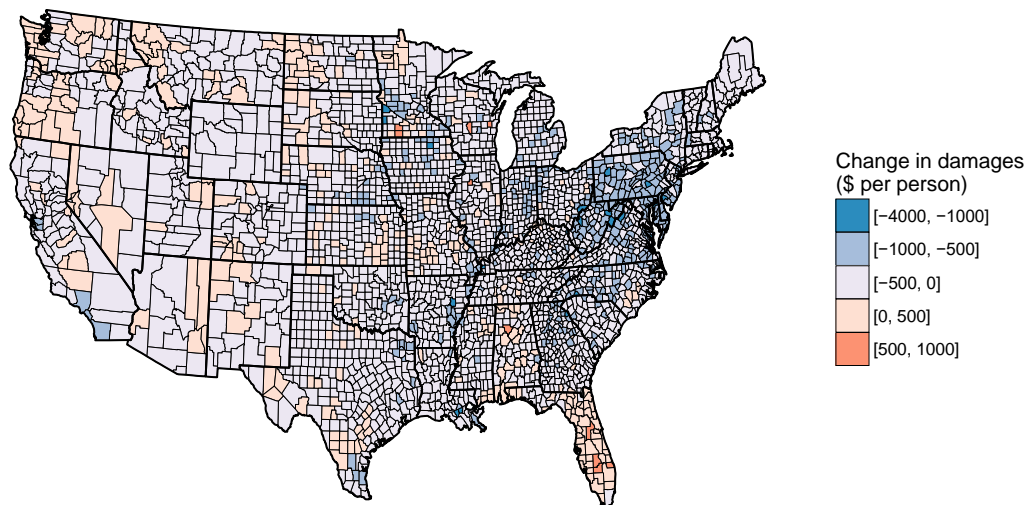 Change in damages
($ per person)
[−4000, −1000]
[−1000, −500]
[−500, 0]
[0, 500]
[500, 1000]